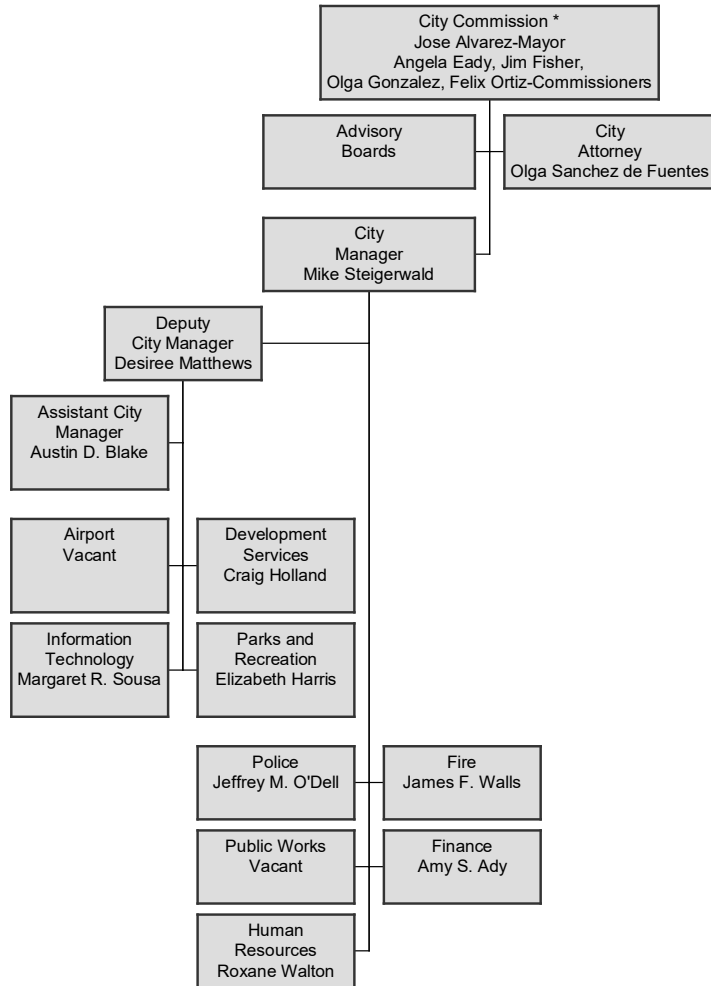 City Commission *
Jose Alvarez-Mayor
Angela Eady, Jim Fisher,
Olga Gonzalez, Felix Ortiz-Commissioners
Advisory
Boards
City
Attorney
Olga Sanchez de Fuentes
City
Manager
Mike Steigerwald
Deputy
City Manager
Desiree Matthews
Assistant City
Manager
Austin D. Blake
Airport
Vacant
Development
Services
Craig Holland
Information
Technology
Margaret R. Sousa
Parks and
Recreation
Elizabeth Harris
Police
Jeffrey M. O'Dell
Fire
James F. Walls
Public Works
Vacant
Finance
Amy S. Ady
Human
Resources
Roxane Walton